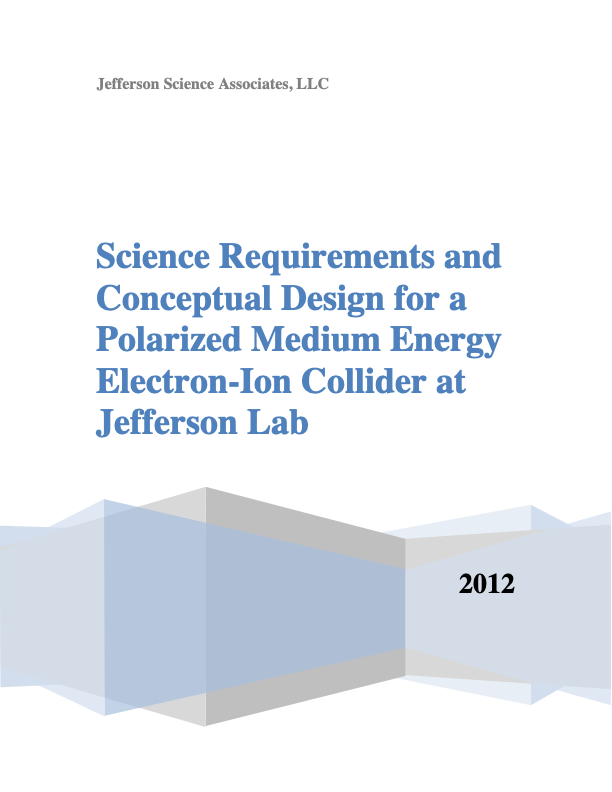 Jefferson Science Associates, LLC
Science Requirements and
Conceptual Design for a
Polarized Medium Energy
Electron-Ion Collider at
Jefferson Lab
2012